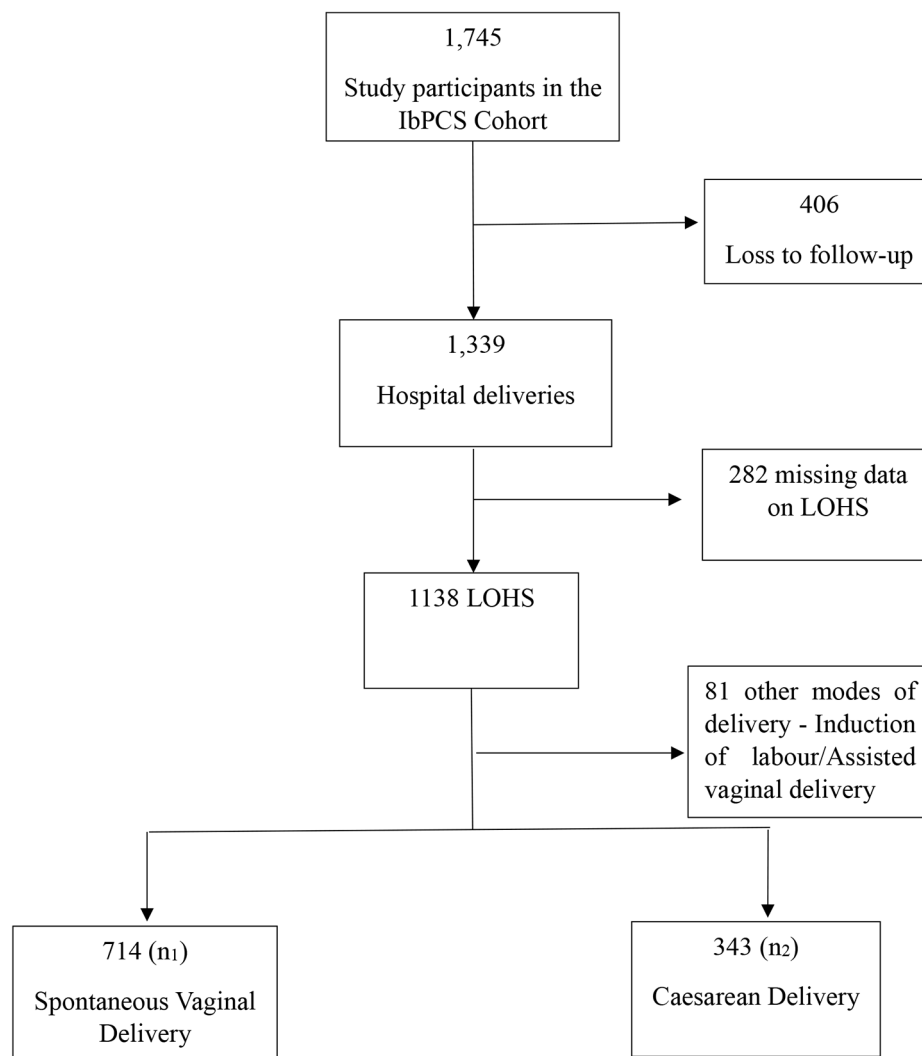 1,745
Study participants in the
IbPCS Cohort
406
Loss to follow-up
1,339
Hospital deliveries
282 missing data
on LOHS
1138 LOHS
81 other modes of
delivery - Induction
of labour/Assisted
vaginal delivery
714 (n₁)
Spontaneous Vaginal
Delivery
343 (n₂)
Caesarean Delivery